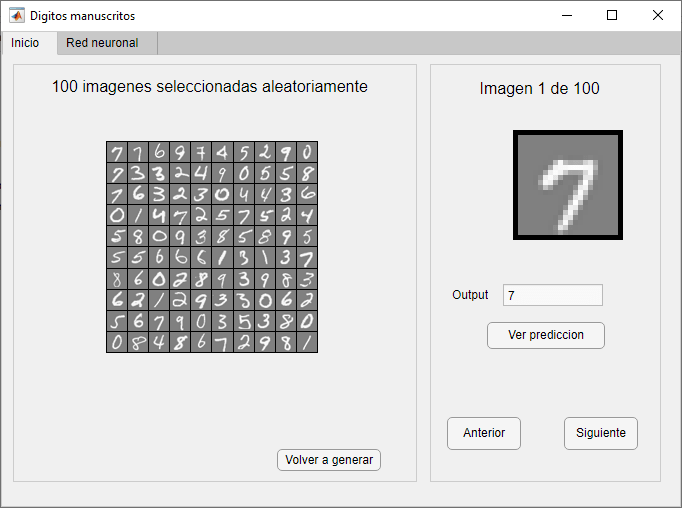 Digitos manuscritos
Inicio Red neuronal
100 imagenes seleccionadas aleatoriamente
7 7 6 9 7 4 5 2 9 0
7 3 3 2 4 9 0 5 5 8
7 6 3 2 3 0 4 4 3 6
0 1 4 7 2 5 7 5 2 4
5 8 0 9 3 8 5 8 9 5
5 5 6 6 6 1 3 1 3 7
8 6 0 2 8 9 3 9 8 3
6 2 1 2 9 3 3 0 6 2
5 6 7 9 0 3 5 3 8 0
0 8 4 8 6 7 2 9 8 1
Volver a generar
Imagen 1 de 100
7
Output 7
Ver prediccion
Anterior Siguiente